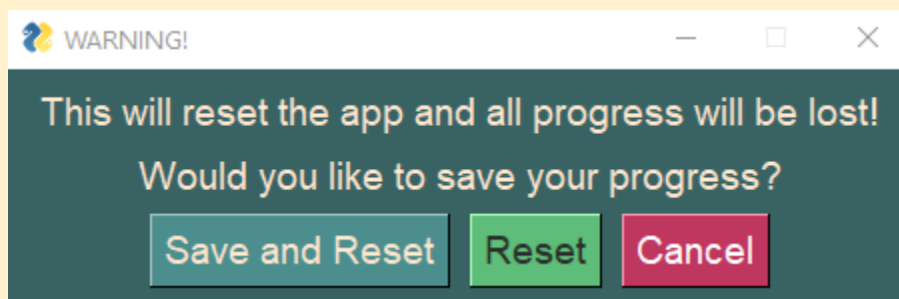 WARNING!
This will reset the app and all progress will be lost!
Would you like to save your progress?
Save and Reset Reset Cancel